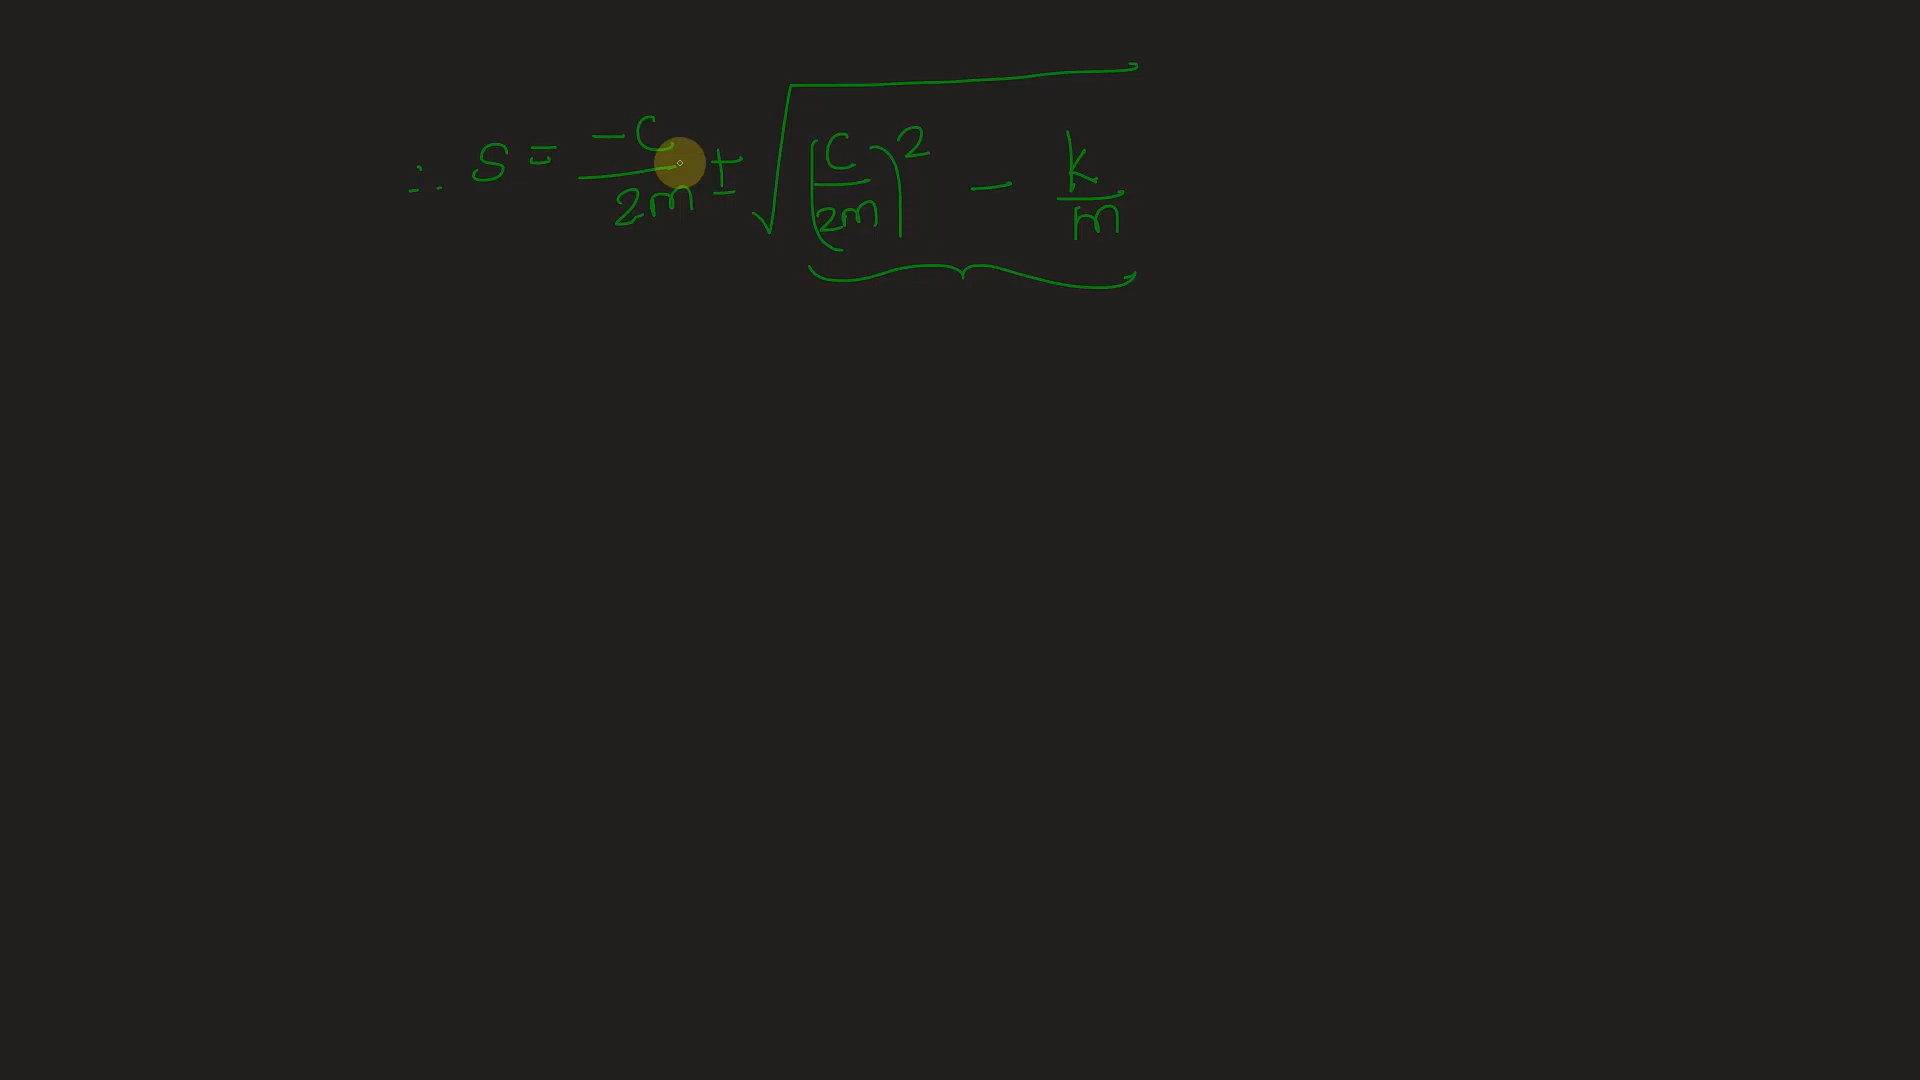 ∴ S = -C/2m ± √((C/2m)² - k/m)